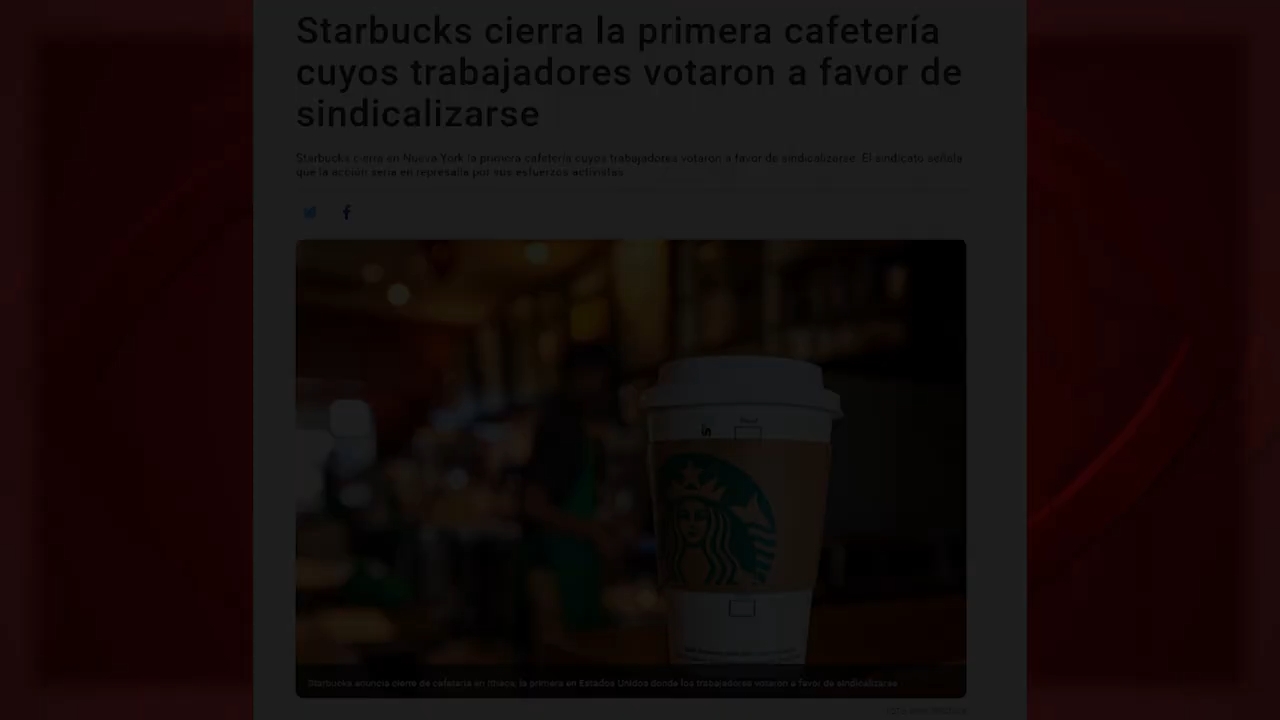 Starbucks cierra la primera cafetería
cuyos trabajadores votaron a favor de
sindicalizarse
Starbucks cierra en Nueva York la primera cafetería cuyos trabajadores votaron a favor de sindicalizarse. El sindicato señala
que la acción sería en represalia por sus esfuerzos activistas.
Starbucks anuncia cierre de cafetería en Ithaca, la primera en Estados Unidos donde los trabajadores votaron a favor de sindicalizarse